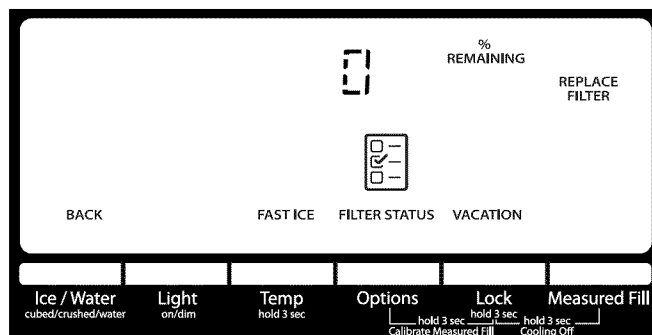 0
%
REMAINING
REPLACE
FILTER
BACK
FAST ICE
FILTER STATUS
VACATION
Ice / Water
cubed/crushed/water
Light
on/dim
Temp
hold 3 sec
Options
Lock
hold 3 sec
Measured Fill
hold 3 sec
Calibrate Measured Fill
hold 3 sec
Cooling Off